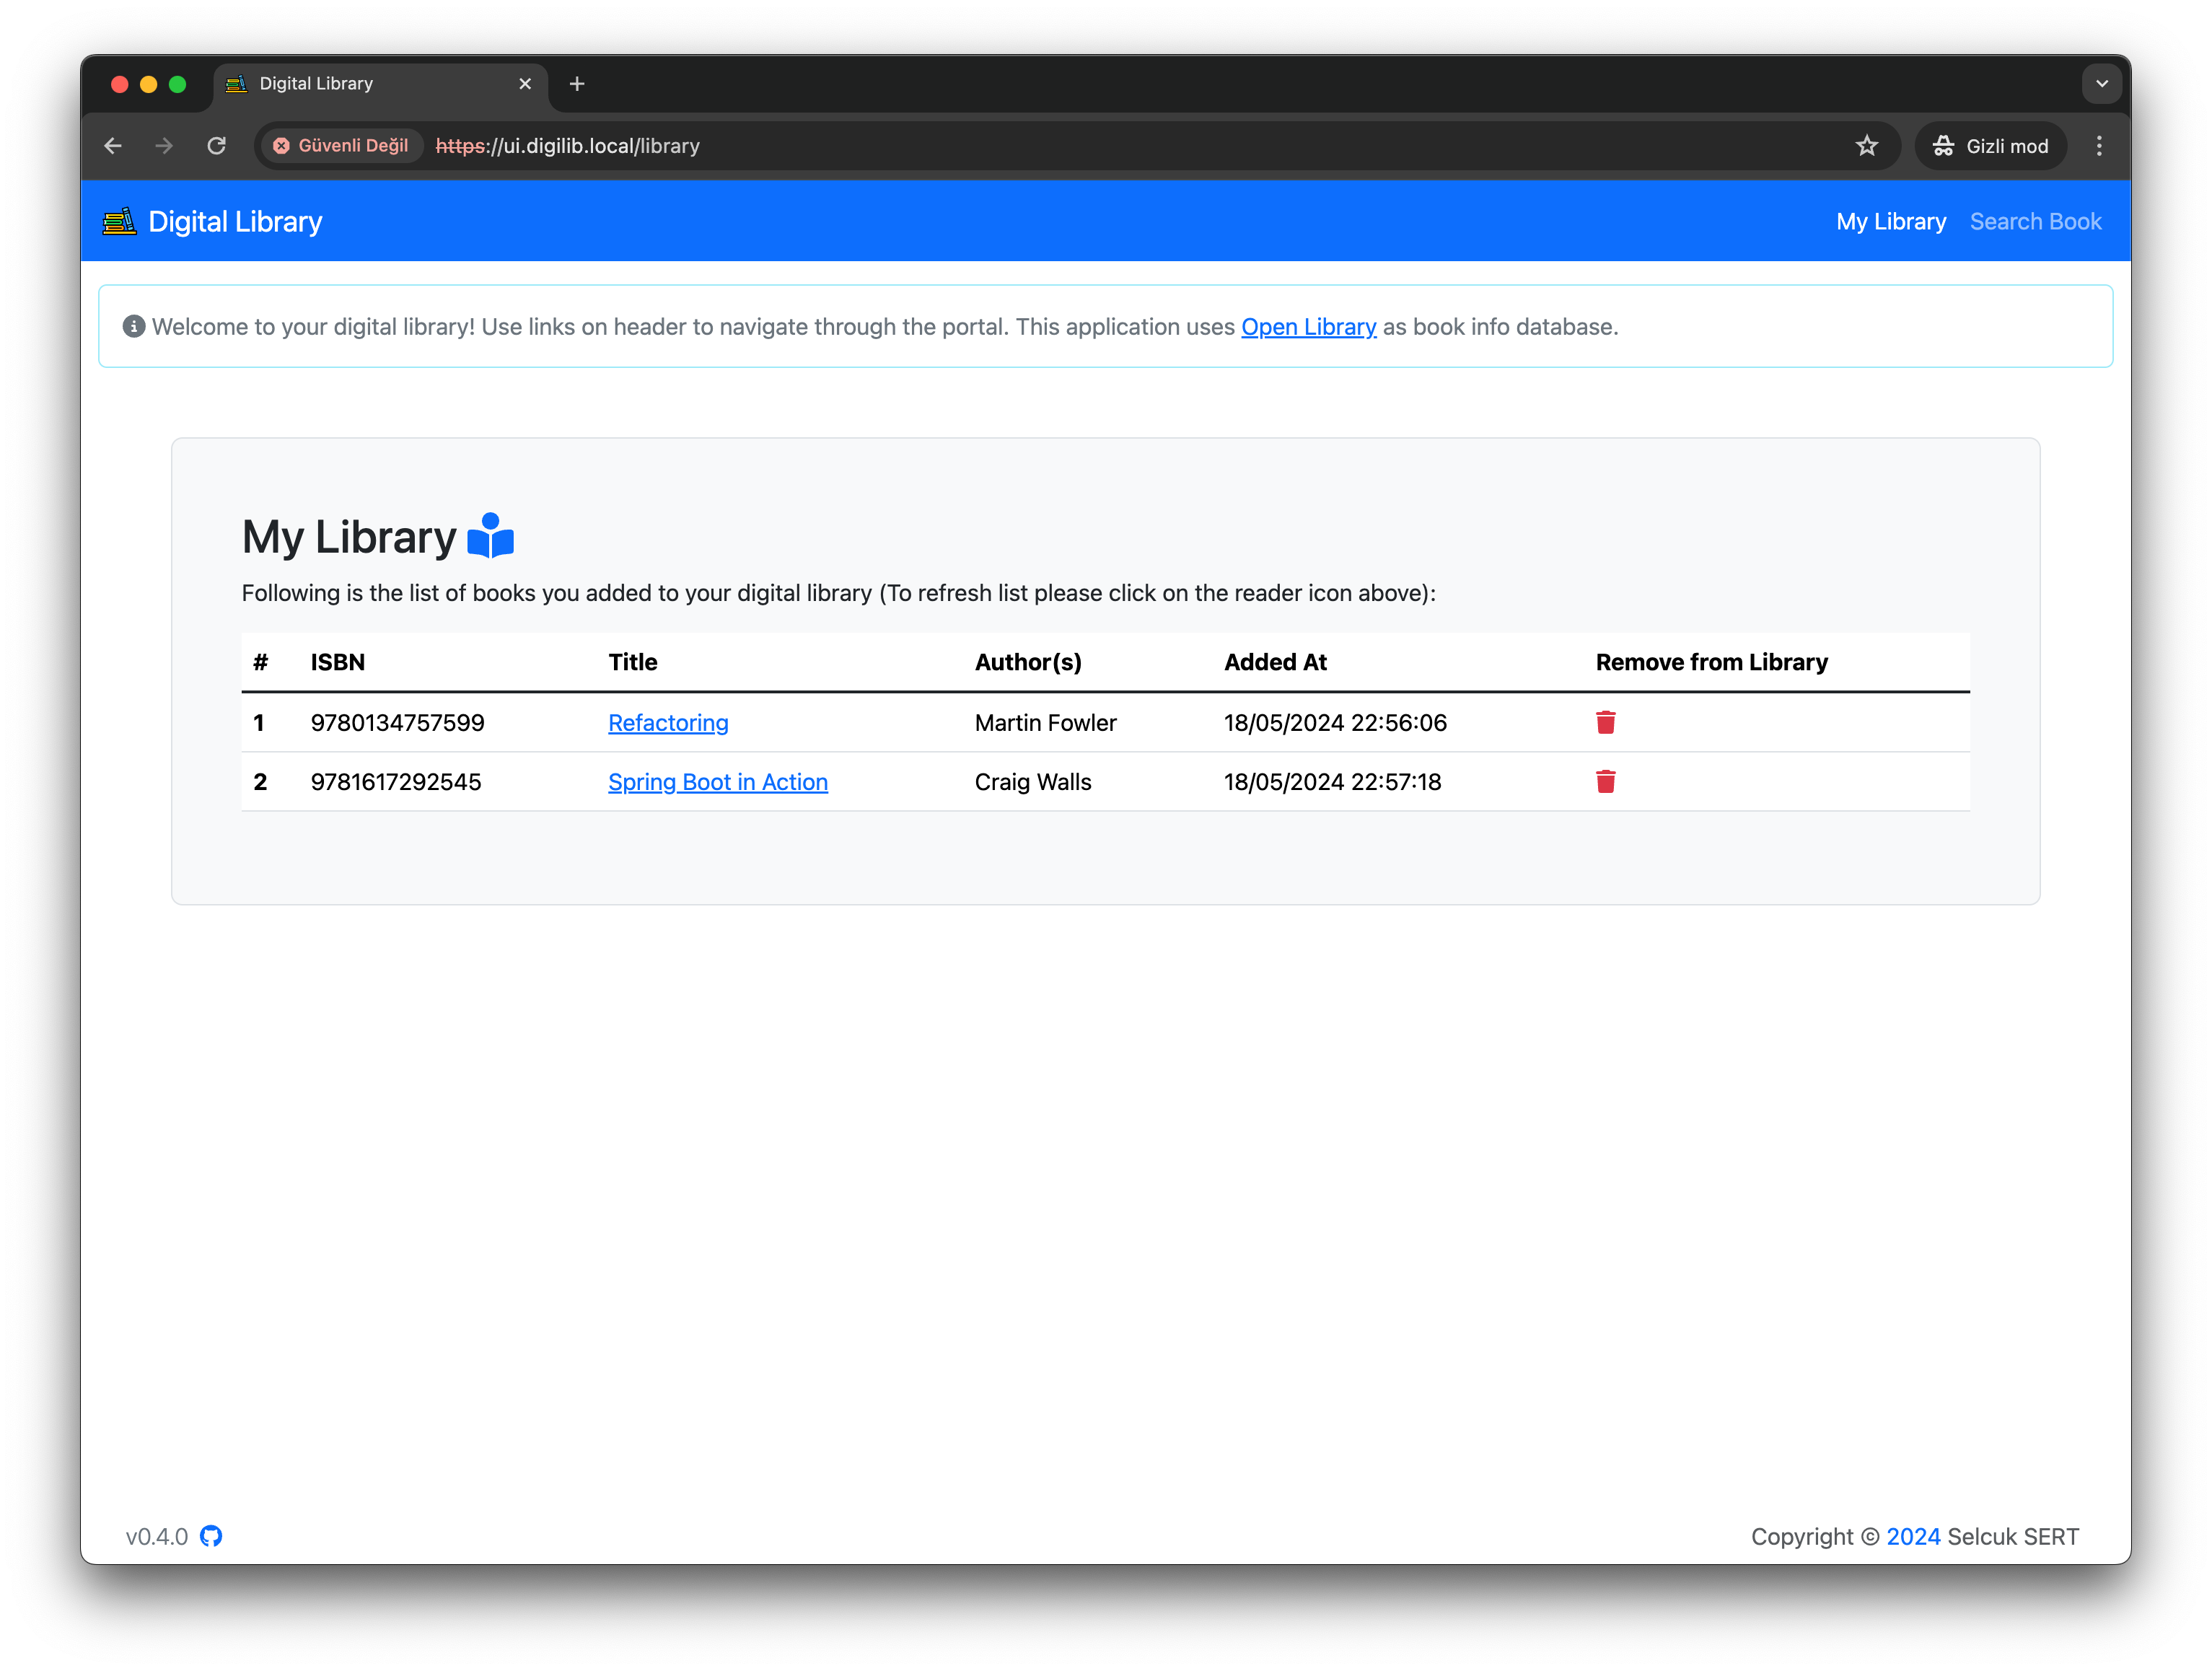 Digital Library
Güvenli Değil https://ui.digilib.local/library Gizli mod
Digital Library My Library Search Book
Welcome to your digital library! Use links on header to navigate through the portal. This application uses Open Library as book info database.
My Library
Following is the list of books you added to your digital library (To refresh list please click on the reader icon above):
# ISBN Title Author(s) Added At Remove from Library
1 9780134757599 Refactoring Martin Fowler 18/05/2024 22:56:06
2 9781617292545 Spring Boot in Action Craig Walls 18/05/2024 22:57:18
v0.4.0 Copyright © 2024 Selcuk SERT